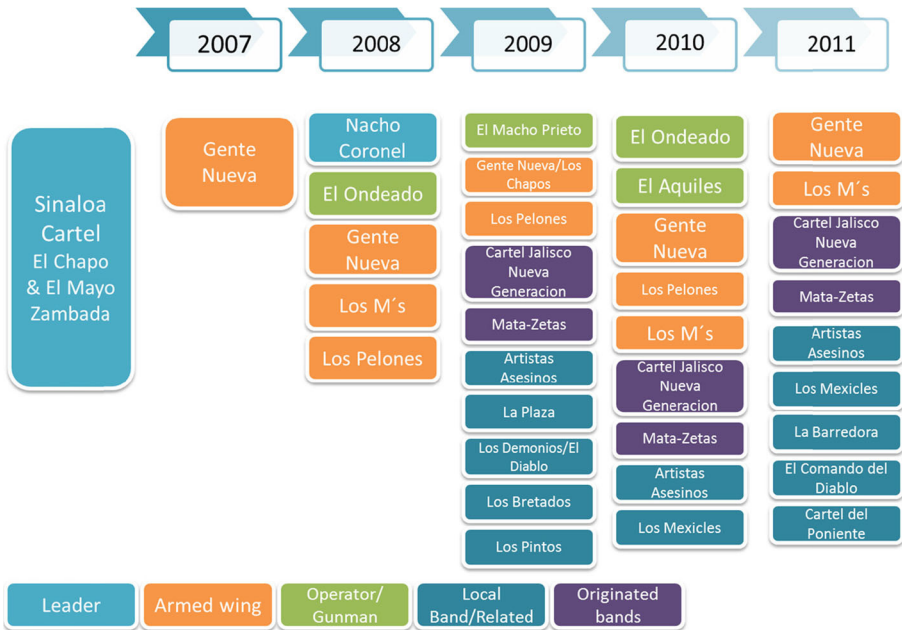 2007
2008
2009
2010
2011
Sinaloa
Cartel
El Chapo
& El Mayo
Zambada
Gente
Nueva
Nacho
Coronel
El Ondeado
Gente
Nueva
Los M´s
Los Pelones
El Macho Prieto
Gente Nueva/Los
Chapos
Los Pelones
Cartel Jalisco
Nueva
Generacion
Mata-Zetas
Artistas
Asesinos
La Plaza
Los Demonios/El
Diablo
Los Bretados
Los Pintos
El Ondeado
El Aquiles
Gente
Nueva
Los Pelones
Los M´s
Cartel Jalisco
Nueva
Generacion
Mata-Zetas
Artistas
Asesinos
Los Mexicles
Gente
Nueva
Los M´s
Cartel Jalisco
Nueva
Generacion
Mata-Zetas
Artistas
Asesinos
Los Mexicles
La Barredora
El Comando del
Diablo
Cartel del
Poniente
Leader
Armed wing
Operator/
Gunman
Local
Band/Related
Originated
bands